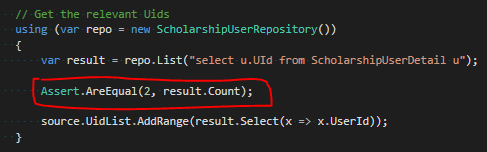 // Get the relevant Uids
using (var repo = new ScholarshipUserRepository())
{
var result = repo.List("select u.UId from ScholarshipUserDetail u");
Assert.AreEqual(2, result.Count);
source.UidList.AddRange(result.Select(x => x.UserId));
}